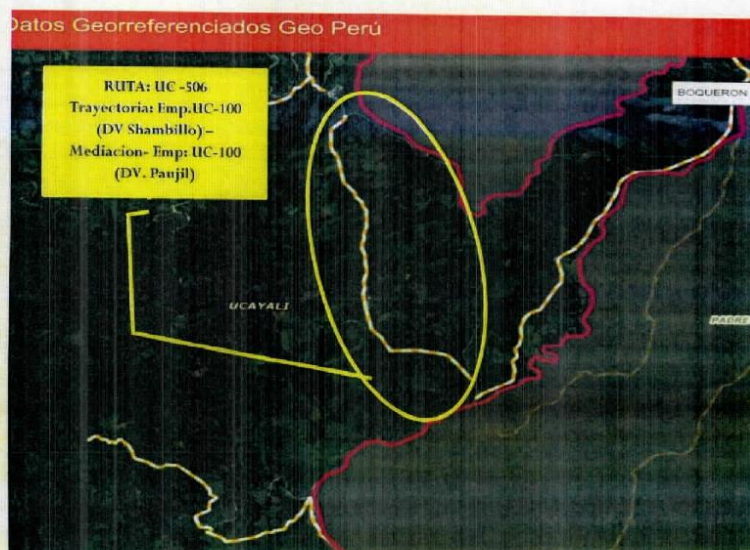 Datos Georreferenciados Geo Perú
RUTA: UC -506
Trayectoria: Emp.UC-100
(DV Shambillo) –
Mediacion- Emp: UC-100
(DV. Paujil)
BOQUERON
UCAYALI
PADRE